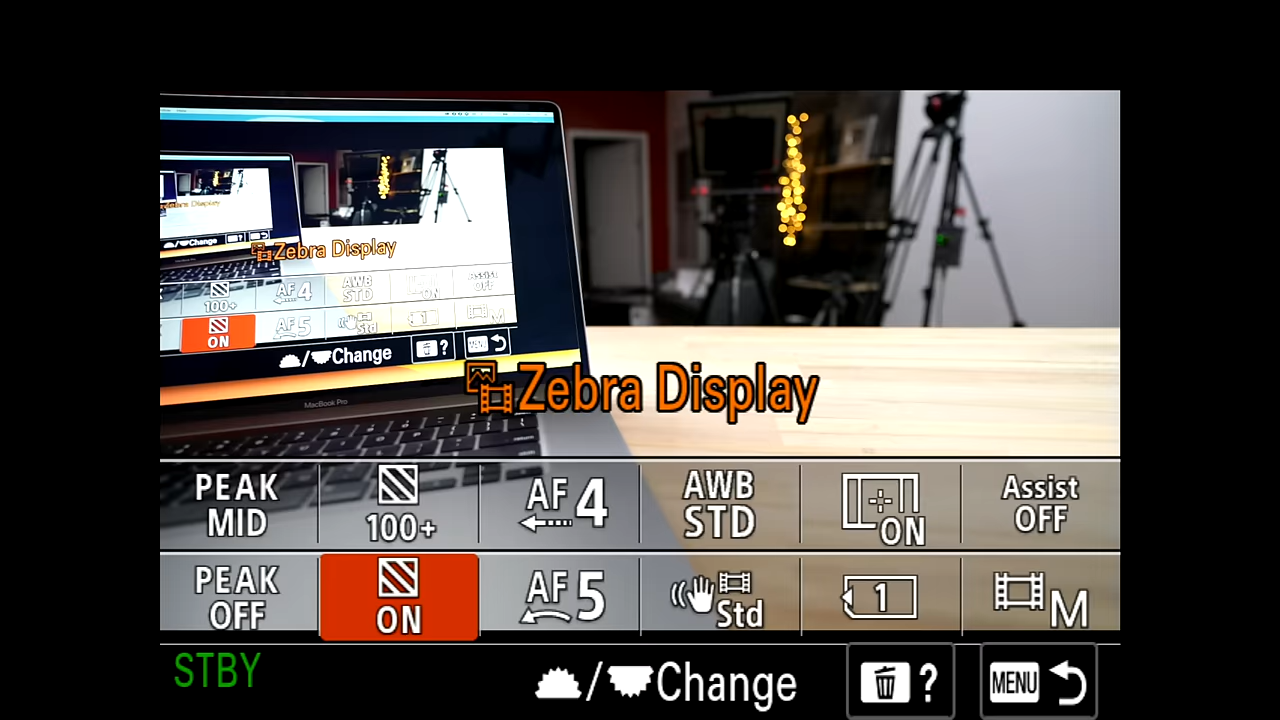 Zebra Display
100+
AF 4
AWB
STD
ON
Assist
OFF
ON
AF 5
Std
1
M
Change
?
MENU
MacBook Pro
Zebra Display
PEAK
MID
100+
AF 4
AWB
STD
ON
Assist
OFF
PEAK
OFF
ON
AF 5
Std
1
M
STBY
/ Change
?
MENU